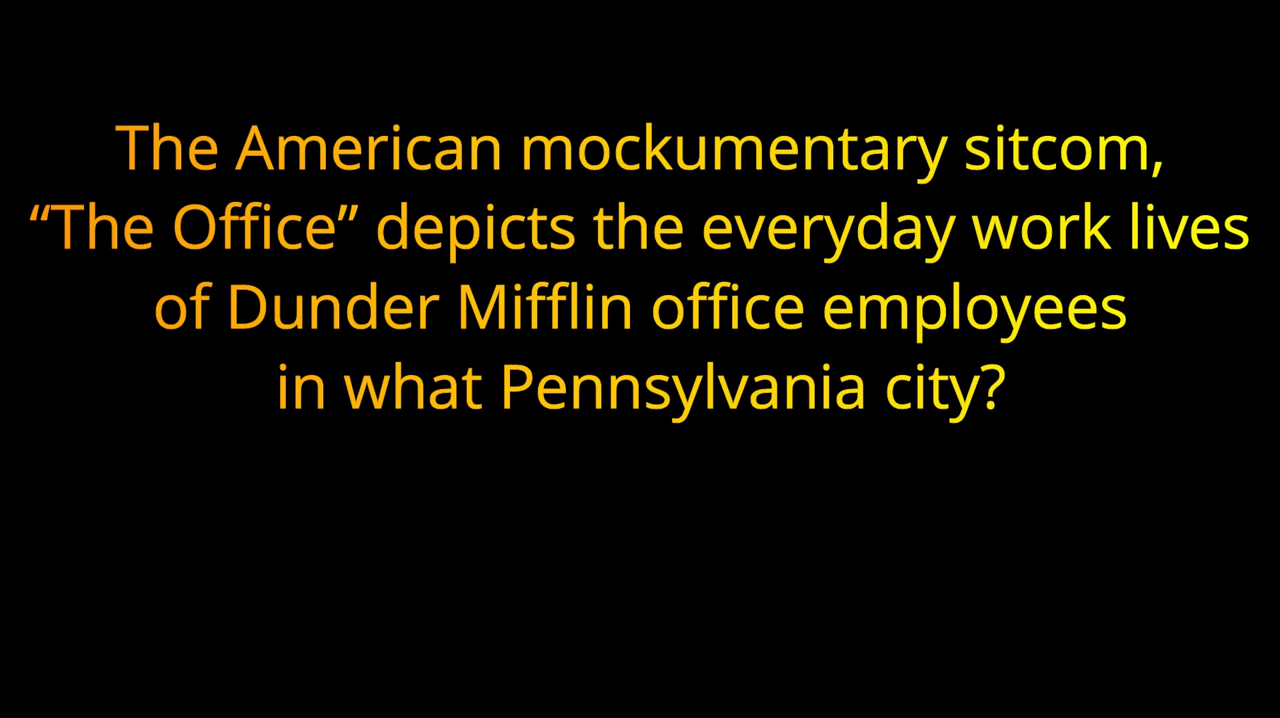 The American mockumentary sitcom,
“The Office” depicts the everyday work lives
of Dunder Mifflin office employees
in what Pennsylvania city?